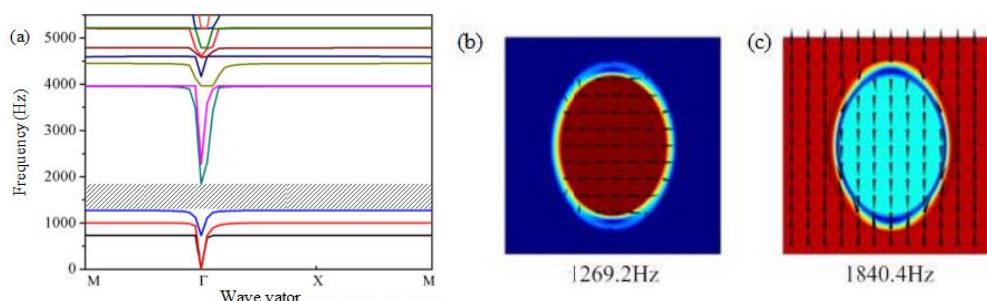 (a)
5000
4000
3000
2000
1000
0
Frequency (Hz)
M Γ X M
Wave vator
(b)
1269.2Hz
(c)
1840.4Hz